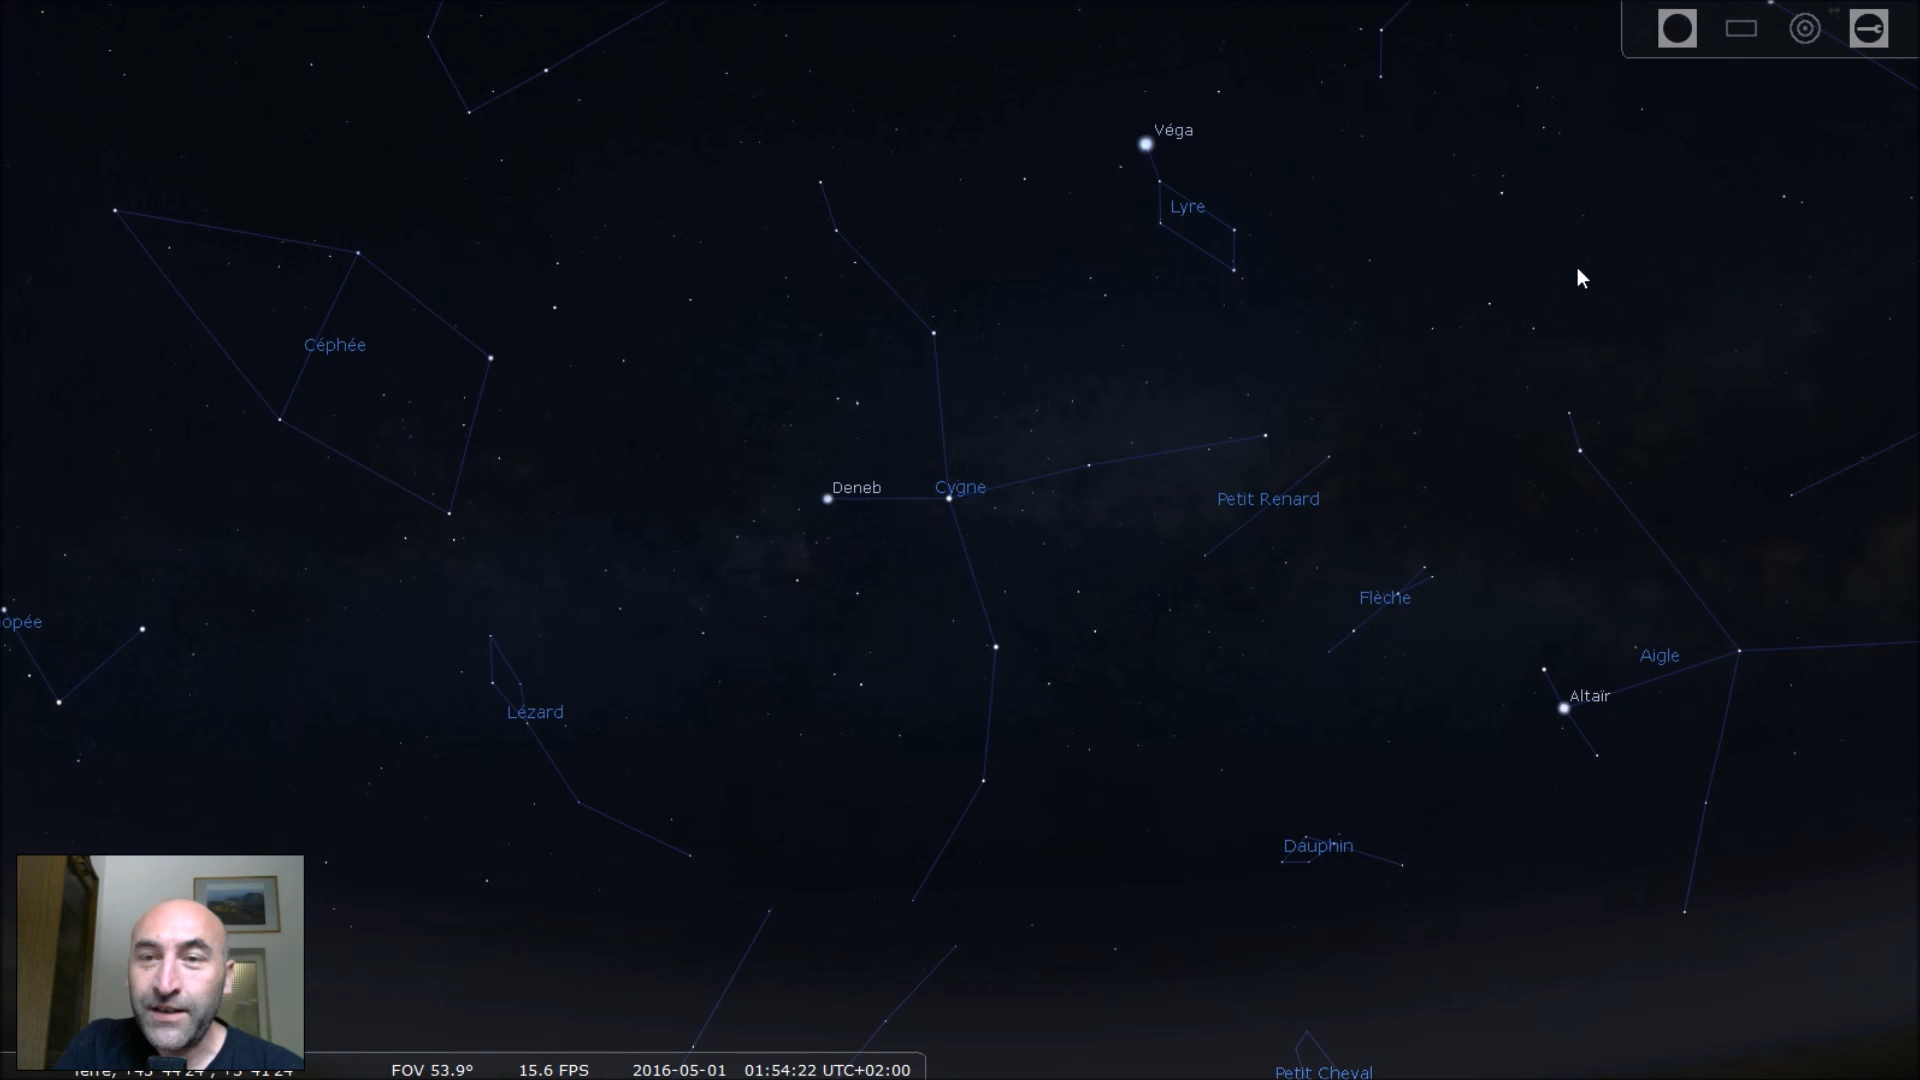 Véga
Lyre
Céphée
Deneb
Cygne
Petit Renard
Flèche
opée
Aigle
Altaïr
Lézard
Dauphin
FOV 53.9° 15.6 FPS 2016-05-01 01:54:22 UTC+02:00
Petit Cheval